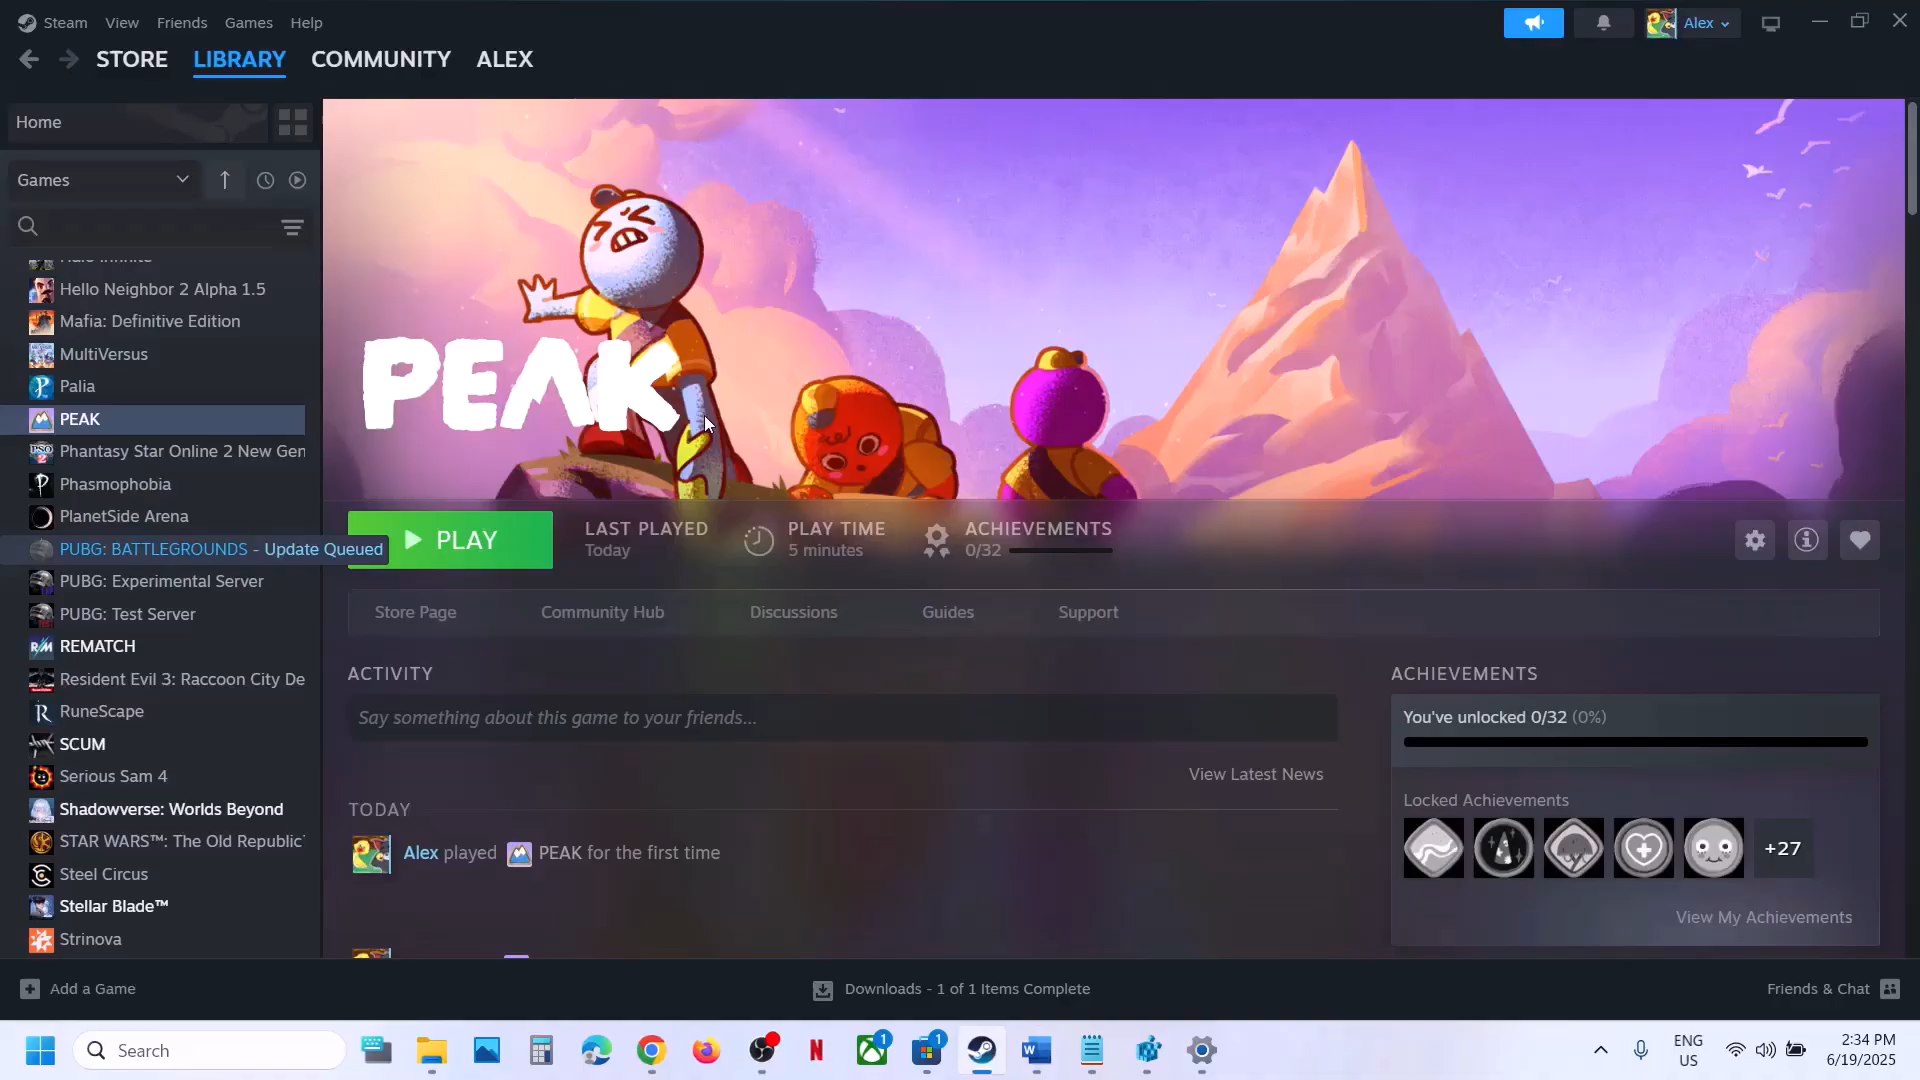 Steam View Friends Games Help
Alex
STORE LIBRARY COMMUNITY ALEX
Home
Games
Halo Infinite
Hello Neighbor 2 Alpha 1.5
Mafia: Definitive Edition
MultiVersus
Palia
PEAK
Phantasy Star Online 2 New Gen
Phasmophobia
PlanetSide Arena
PUBG: BATTLEGROUNDS - Update Queued
PUBG: Experimental Server
PUBG: Test Server
REMATCH
Resident Evil 3: Raccoon City De
RuneScape
SCUM
Serious Sam 4
Shadowverse: Worlds Beyond
STAR WARS™: The Old Republic
Steel Circus
Stellar Blade™
Strinova
PEAK
PLAY
LAST PLAYED
Today
PLAY TIME
5 minutes
ACHIEVEMENTS
0/32
Store Page Community Hub Discussions Guides Support
ACTIVITY
Say something about this game to your friends...
View Latest News
TODAY
Alex played PEAK for the first time
ACHIEVEMENTS
You've unlocked 0/32 (0%)
Locked Achievements
+27
View My Achievements
Add a Game
Downloads - 1 of 1 Items Complete
Friends & Chat
Search
1
1
ENG
US
2:34 PM
6/19/2025